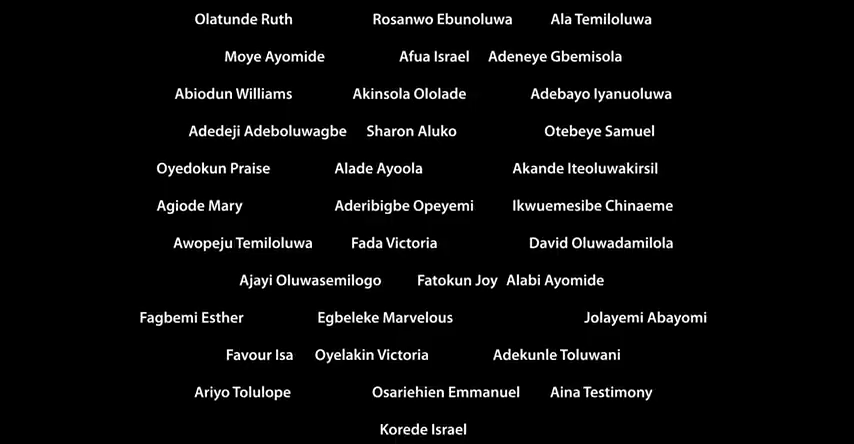 Olatunde Ruth Rosanwo Ebunoluwa Ala Temiloluwa
Moye Ayomide Afua Israel Adeneye Gbemisola
Abiodun Williams Akinsola Ololade Adebayo Iyanuoluwa
Adedeji Adeboluwagbe Sharon Aluko Otebeye Samuel
Oyedokun Praise Alade Ayoola Akande Iteoluwakirsil
Agiode Mary Aderibigbe Opeyemi Ikwuemesibe Chinaeme
Awopeju Temiloluwa Fada Victoria David Oluwadamilola
Ajayi Oluwasemilogo Fatokun Joy Alabi Ayomide
Fagbemi Esther Egbeleke Marvelous Jolayemi Abayomi
Favour Isa Oyelakin Victoria Adekunle Toluwani
Ariyo Tolulope Osariehien Emmanuel Aina Testimony
Korede Israel